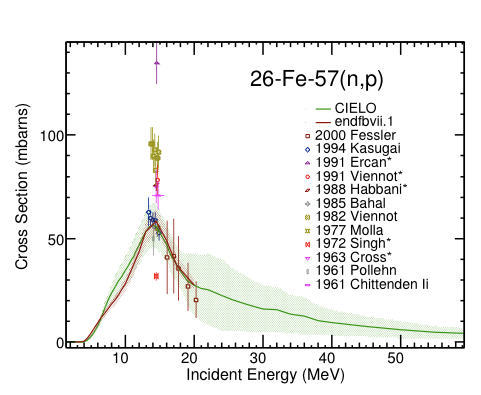 26-Fe-57(n,p)
CIELO
endfbvii.1
2000 Fessler
1994 Kasugai
1991 Ercan*
1991 Viennot*
1988 Habbani*
1985 Bahal
1982 Viennot
1977 Molla
1972 Singh*
1963 Cross*
1961 Pollehn
1961 Chittenden Ii
Cross Section (mbarns)
100
50
0
10 20 30 40 50
Incident Energy (MeV)